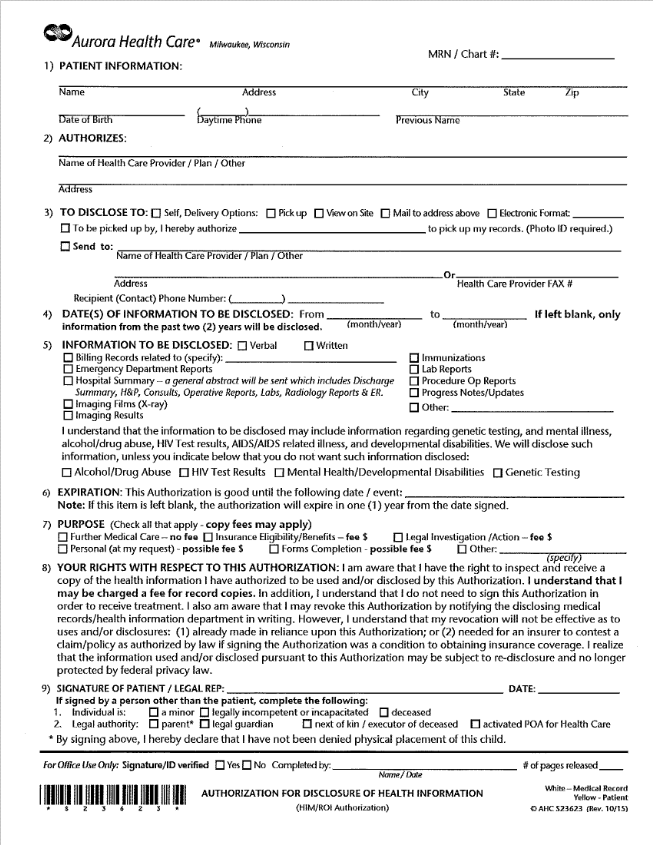 Aurora Health Care® Milwaukee, Wisconsin
MRN / Chart #:
1) PATIENT INFORMATION:
Name Address City State Zip
( )
Date of Birth Daytime Phone Previous Name
2) AUTHORIZES:
Name of Health Care Provider / Plan / Other
Address
3) TO DISCLOSE TO: ☐ Self, Delivery Options: ☐ Pick up ☐ View on Site ☐ Mail to address above ☐ Electronic Format: ________
☐ To be picked up by, I hereby authorize ________ to pick up my records. (Photo ID required.)
☐ Send to: ________
Name of Health Care Provider / Plan / Other
Or
Address Health Care Provider FAX #
Recipient (Contact) Phone Number: (________) ________
4) DATE(S) OF INFORMATION TO BE DISCLOSED: From ________ to ________ If left blank, only
information from the past two (2) years will be disclosed. (month/year) (month/year)
5) INFORMATION TO BE DISCLOSED: ☐ Verbal ☐ Written
☐ Billing Records related to (specify): ________ ☐ Immunizations
☐ Emergency Department Reports ☐ Lab Reports
☐ Hospital Summary – a general abstract will be sent which includes Discharge ☐ Procedure Op Reports
Summary, H&P, Consults, Operative Reports, Labs, Radiology Reports & ER. ☐ Progress Notes/Updates
☐ Imaging Films (X-ray) ☐ Other: ________
☐ Imaging Results
I understand that the information to be disclosed may include information regarding genetic testing, and mental illness,
alcohol/drug abuse, HIV Test results, AIDS/AIDS related illness, and developmental disabilities. We will disclose such
information, unless you indicate below that you do not want such information disclosed:
☐ Alcohol/Drug Abuse ☐ HIV Test Results ☐ Mental Health/Developmental Disabilities ☐ Genetic Testing
6) EXPIRATION: This Authorization is good until the following date / event: ________
Note: If this item is left blank, the authorization will expire in one (1) year from the date signed.
7) PURPOSE (Check all that apply - copy fees may apply)
☐ Further Medical Care – no fee ☐ Insurance Eligibility/Benefits – fee $ ☐ Legal Investigation /Action – fee $
☐ Personal (at my request) - possible fee $ ☐ Forms Completion - possible fee $ ☐ Other: ________
(specify)
8) YOUR RIGHTS WITH RESPECT TO THIS AUTHORIZATION: I am aware that I have the right to inspect and receive a
copy of the health information I have authorized to be used and/or disclosed by this Authorization. I understand that I
may be charged a fee for record copies. In addition, I understand that I do not need to sign this Authorization in
order to receive treatment. I also am aware that I may revoke this Authorization by notifying the disclosing medical
records/health information department in writing. However, I understand that my revocation will not be effective as to
uses and/or disclosures: (1) already made in reliance upon this Authorization; or (2) needed for an insurer to contest a
claim/policy as authorized by law if signing the Authorization was a condition to obtaining insurance coverage. I realize
that the information used and/or disclosed pursuant to this Authorization may be subject to re-disclosure and no longer
protected by federal privacy law.
9) SIGNATURE OF PATIENT / LEGAL REP: ________ DATE: ________
If signed by a person other than the patient, complete the following:
1. Individual is: ☐ a minor ☐ legally incompetent or incapacitated ☐ deceased
2. Legal authority: ☐ parent* ☐ legal guardian ☐ next of kin / executor of deceased ☐ activated POA for Health Care
* By signing above, I hereby declare that I have not been denied physical placement of this child.
For Office Use Only: Signature/ID verified ☐ Yes ☐ No Completed by: ________ # of pages released ____
Name / Date
* S 2 3 6 2 3 *
AUTHORIZATION FOR DISCLOSURE OF HEALTH INFORMATION
(HIM/ROI Authorization)
White – Medical Record
Yellow - Patient
© AHC S23623 (Rev. 10/15)